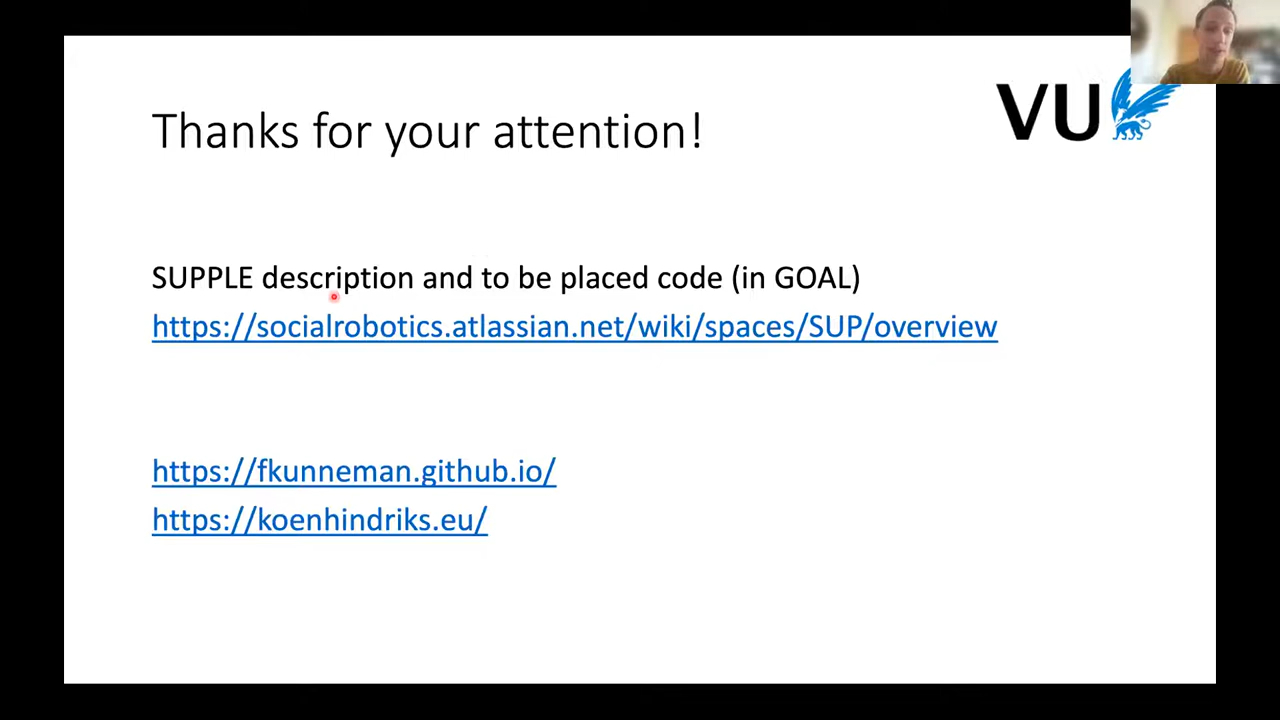 Thanks for your attention!
VU
SUPPLE description and to be placed code (in GOAL)
https://socialrobotics.atlassian.net/wiki/spaces/SUP/overview
https://fkunneman.github.io/
https://koenhindriks.eu/